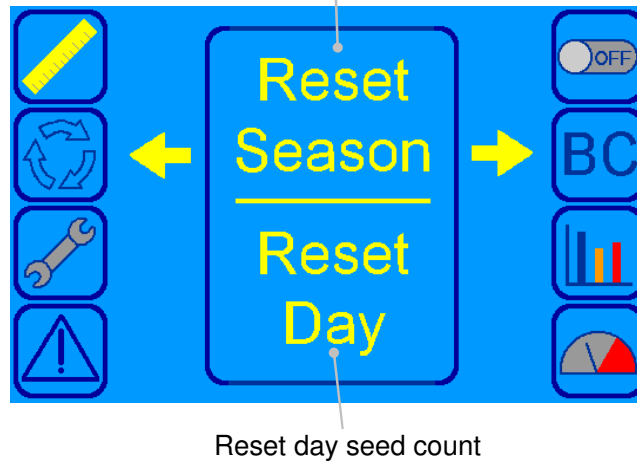 Reset
Season
Reset
Day
OFF
BC
Reset day seed count